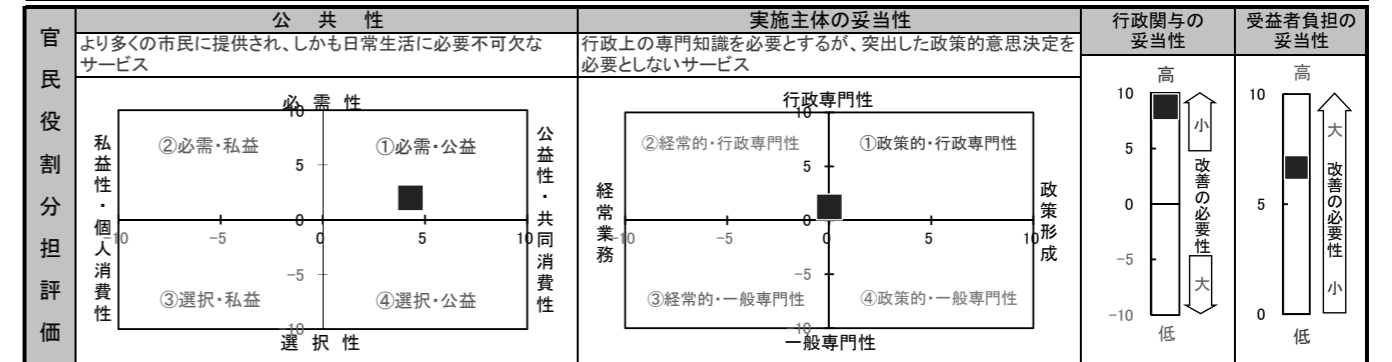 官民役割分担評価
公共性
より多くの市民に提供され、しかも日常生活に必要不可欠な
サービス
必需性
私益性・個人消費性
公益性・共同消費性
②必需・私益
①必需・公益
③選択・私益
④選択・公益
10
5
0
-5
-10
-10
-5
0
5
10
選択性
実施主体の妥当性
行政上の専門知識を必要とするが、突出した政策的意思決定を
必要としないサービス
行政専門性
経常業務
政策形成
②経常的・行政専門性
①政策的・行政専門性
③経常的・一般専門性
④政策的・一般専門性
10
5
0
-5
-10
-10
-5
0
5
10
一般専門性
行政関与の
妥当性
高
10
5
0
-5
-10
低
小
改善の必要性
大
受益者負担の
妥当性
高
10
5
0
低
大
改善の必要性
小